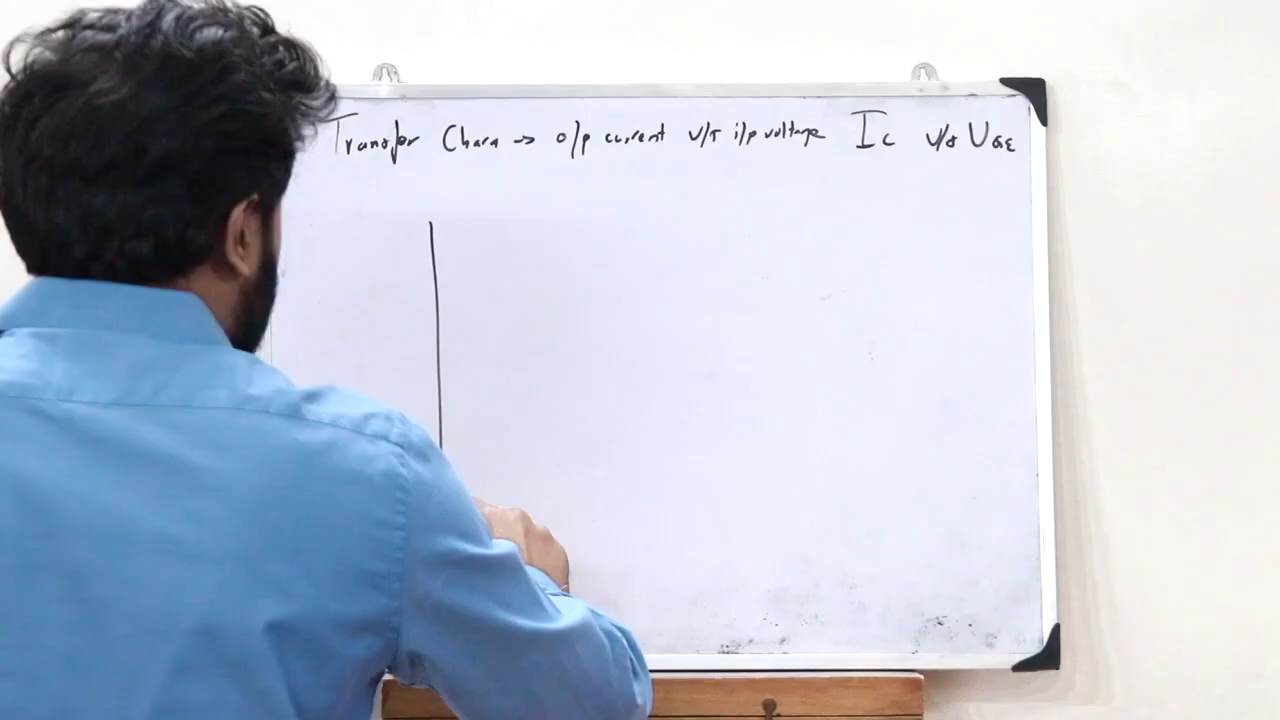 Transfer Chara → o/p current v/s i/p voltage Ic v/s VGE